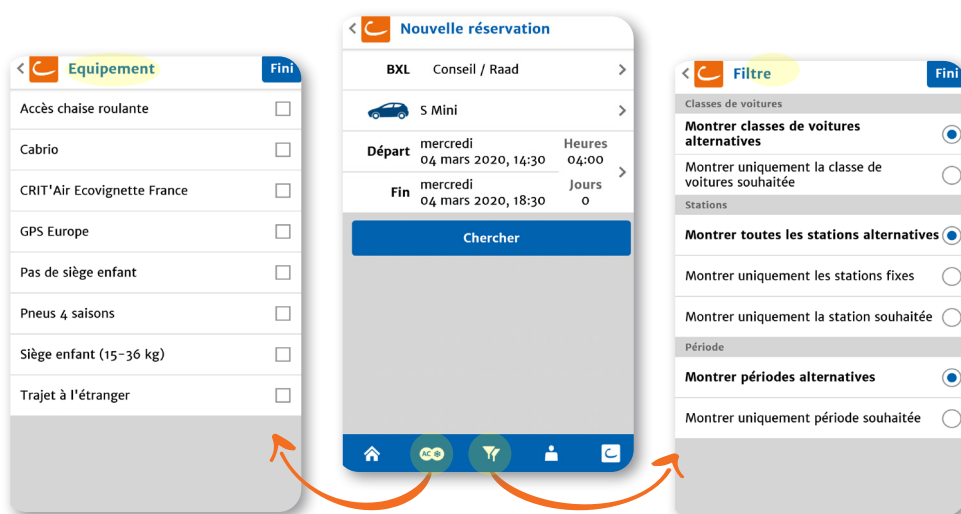 Equipement
Fini
Accès chaise roulante
Cabrio
CRIT'Air Ecovignette France
GPS Europe
Pas de siège enfant
Pneus 4 saisons
Siège enfant (15-36 kg)
Trajet à l'étranger
Nouvelle réservation
BXL Conseil / Raad
S Mini
Départ mercredi Heures
04 mars 2020, 14:30 04:00
Fin mercredi Jours
04 mars 2020, 18:30 0
Chercher
AC
Filtre
Fini
Classes de voitures
Montrer classes de voitures
alternatives
Montrer uniquement la classe de
voitures souhaitée
Stations
Montrer toutes les stations alternatives
Montrer uniquement les stations fixes
Montrer uniquement la station souhaitée
Période
Montrer périodes alternatives
Montrer uniquement période souhaitée